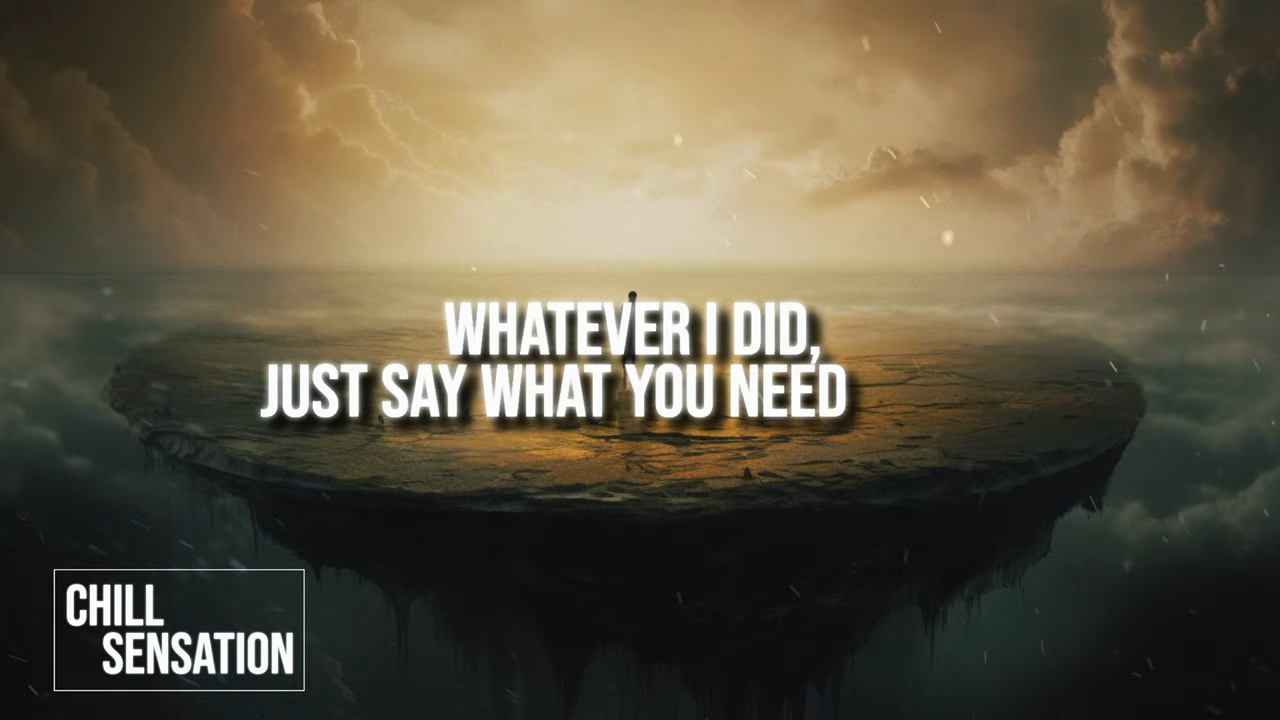 WHATEVER I DID,
JUST SAY WHAT YOU NEED
CHILL
SENSATION